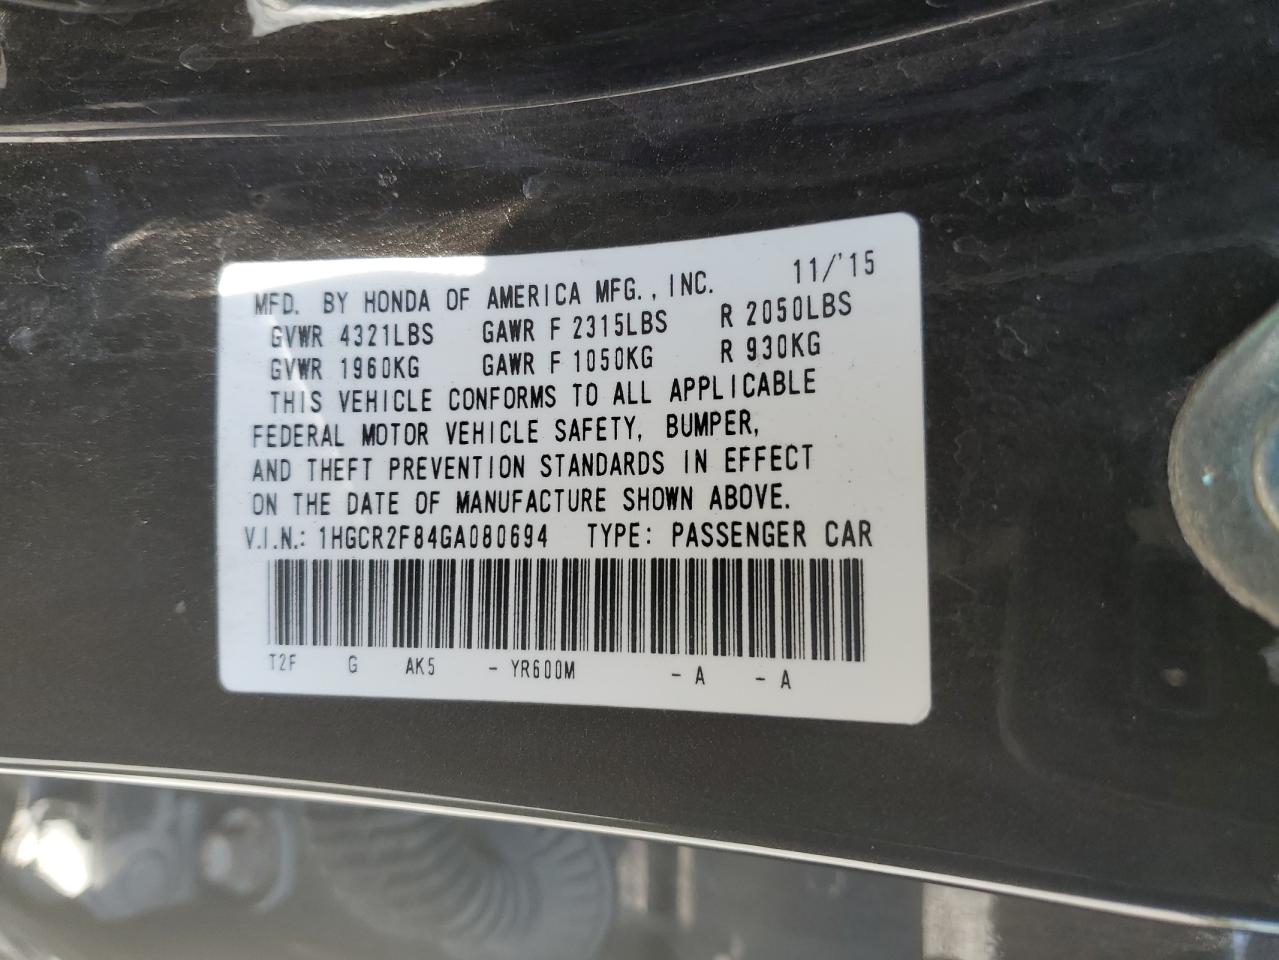 MFD. BY HONDA OF AMERICA MFG., INC. 11/'15
GVWR 4321LBS GAWR F 2315LBS R 2050LBS
GVWR 1960KG GAWR F 1050KG R 930KG
THIS VEHICLE CONFORMS TO ALL APPLICABLE
FEDERAL MOTOR VEHICLE SAFETY, BUMPER,
AND THEFT PREVENTION STANDARDS IN EFFECT
ON THE DATE OF MANUFACTURE SHOWN ABOVE.
V.I.N.: 1HGCR2F84GA080694 TYPE: PASSENGER CAR
T2F G AK5 - YR600M - A - A